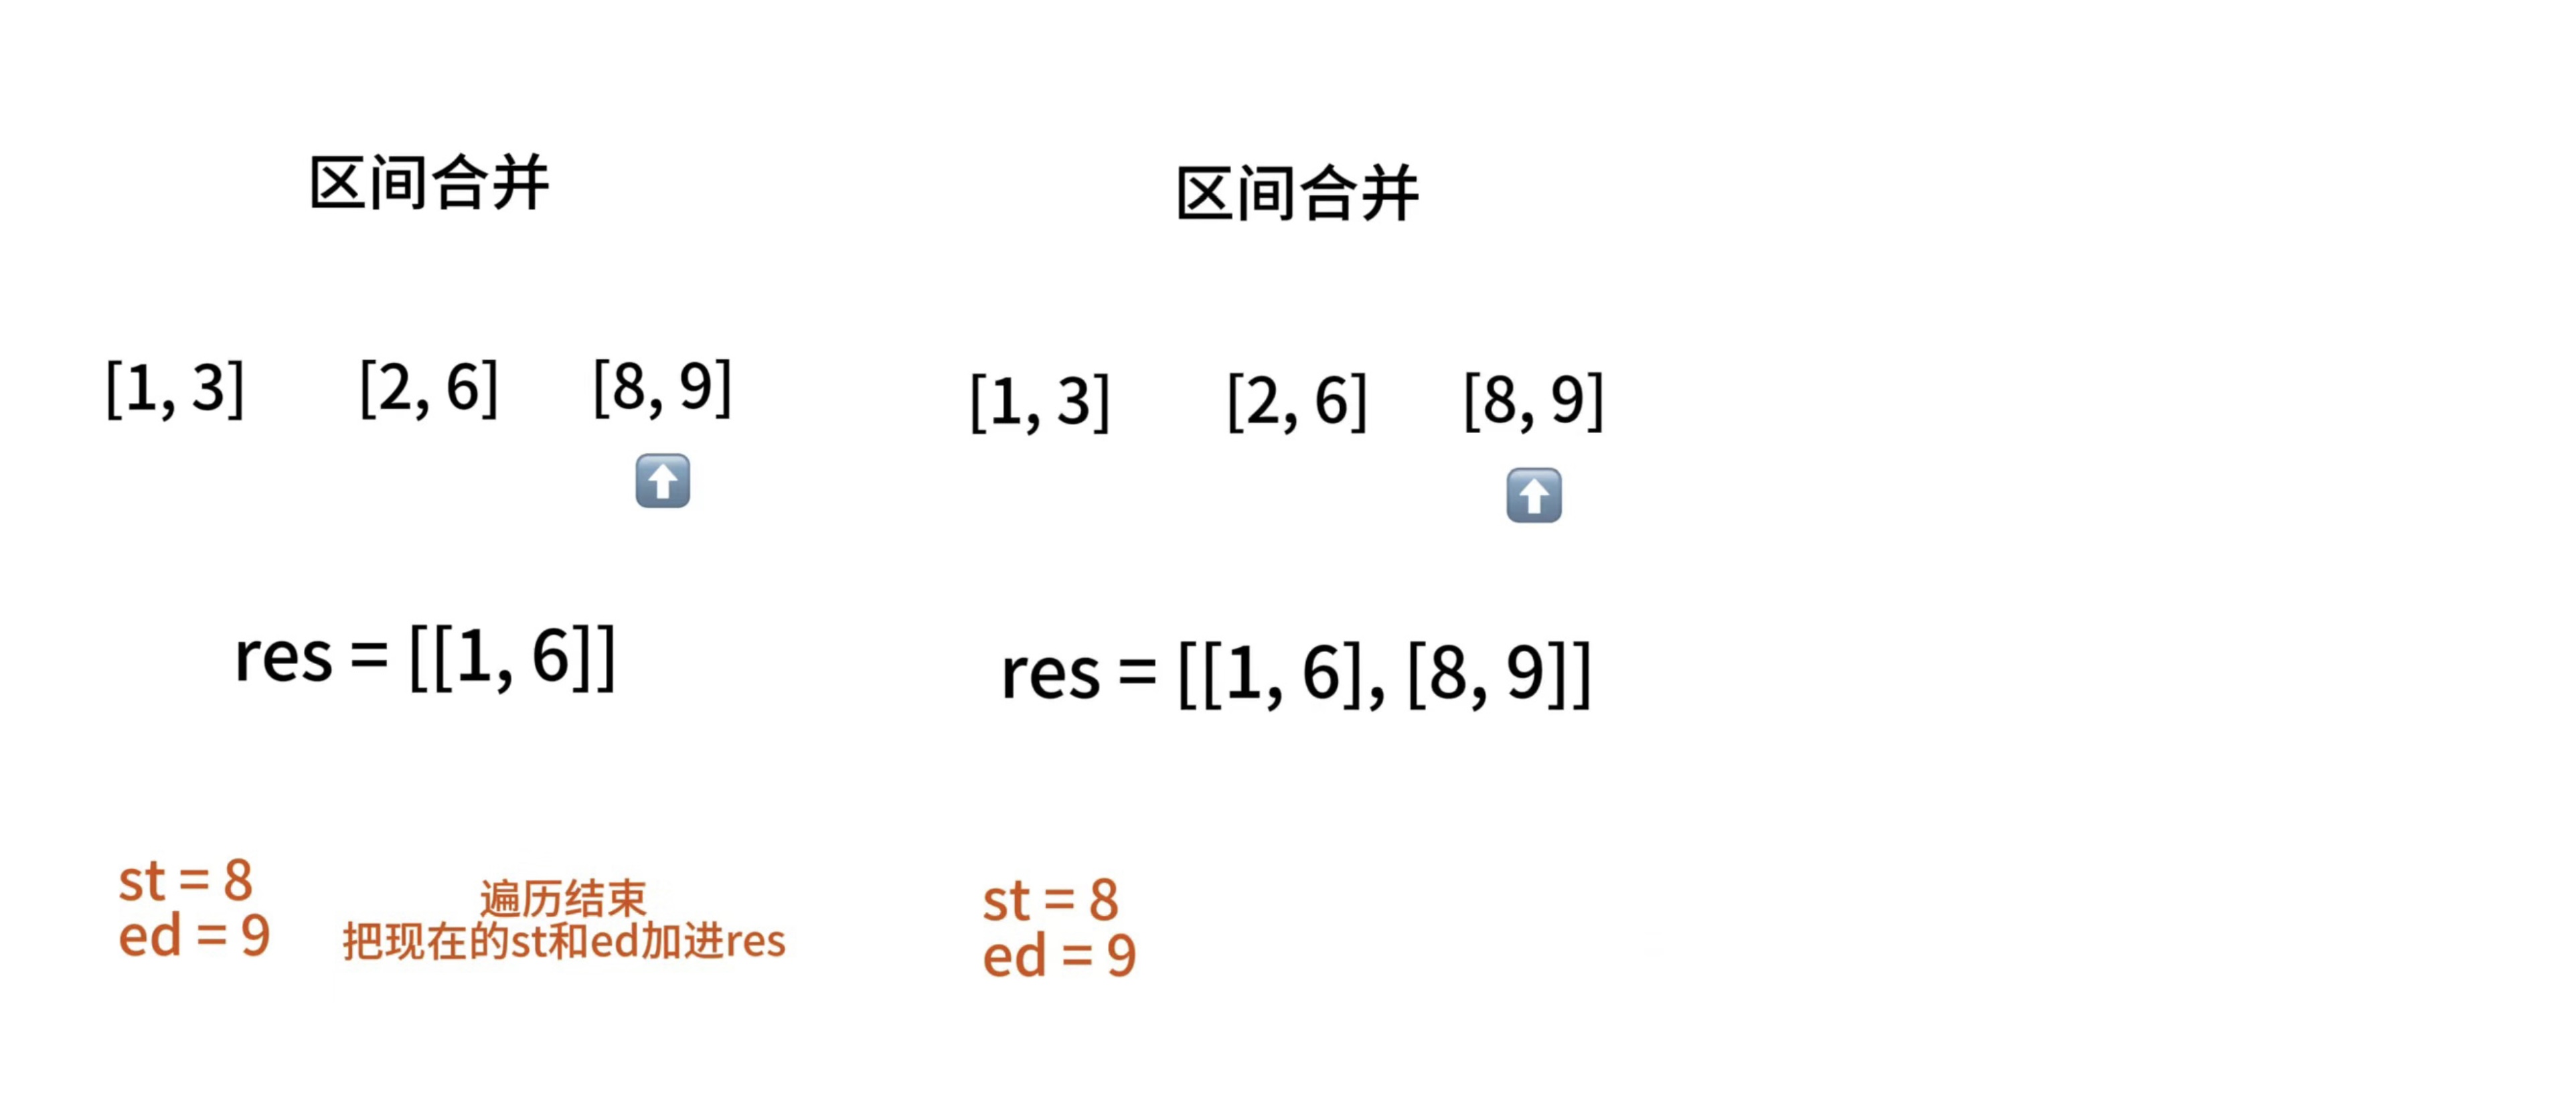 区间合并
[1, 3] [2, 6] [8, 9]
res = [[1, 6]]
st = 8
ed = 9
遍历结束
把现在的st和ed加进res
区间合并
[1, 3] [2, 6] [8, 9]
res = [[1, 6], [8, 9]]
st = 8
ed = 9